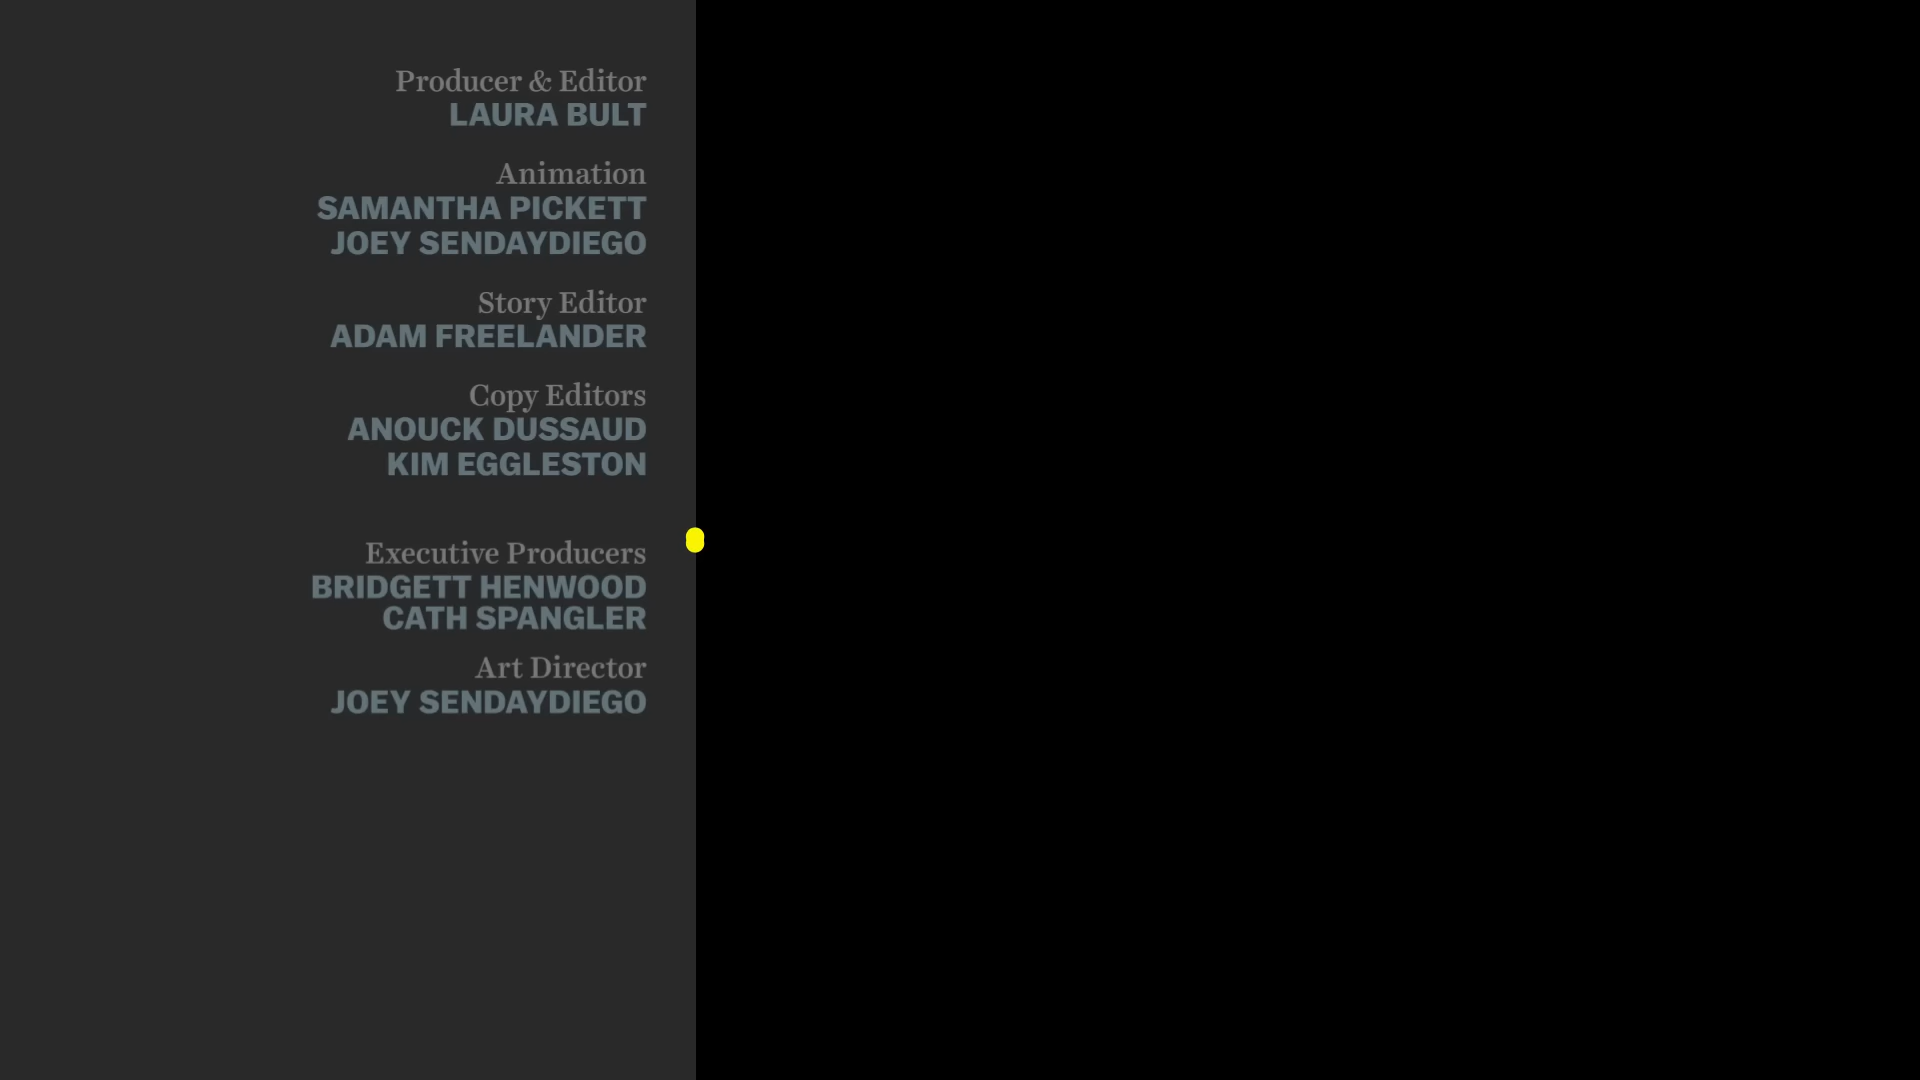 Producer & Editor
LAURA BULT
Animation
SAMANTHA PICKETT
JOEY SENDAYDIEGO
Story Editor
ADAM FREELANDER
Copy Editors
ANOUCK DUSSAUD
KIM EGGLESTON
Executive Producers
BRIDGETT HENWOOD
CATH SPANGLER
Art Director
JOEY SENDAYDIEGO